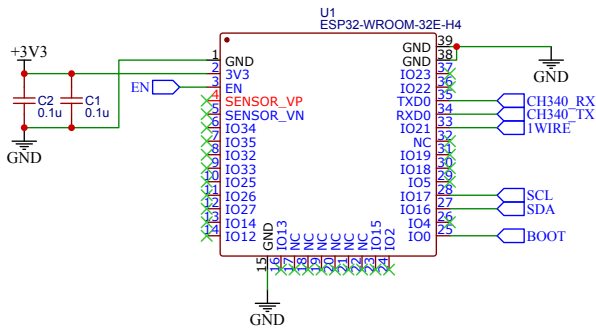 U1
ESP32-WROOM-32E-H4
+3V3
C2
0.1u
C1
0.1u
GND
EN
1 GND
2 3V3
3 EN
4 SENSOR_VP
5 SENSOR_VN
6 IO34
7 IO35
8 IO32
9 IO33
10 IO25
11 IO26
12 IO27
13 IO14
14 IO12
15 GND
16 IO13
17 NC
18 NC
19 NC
20 NC
21 NC
22 NC
23 IO15
24 IO2
GND
GND 39
GND 38
IO23 37
IO22 36
TXD0 35 CH340_RX
RXD0 34 CH340_TX
IO21 33 1WIRE
NC 32
IO19 31
IO18 30
IO5 29
IO17 28 SCL
IO16 27 SDA
IO4 26
IO0 25 BOOT
GND